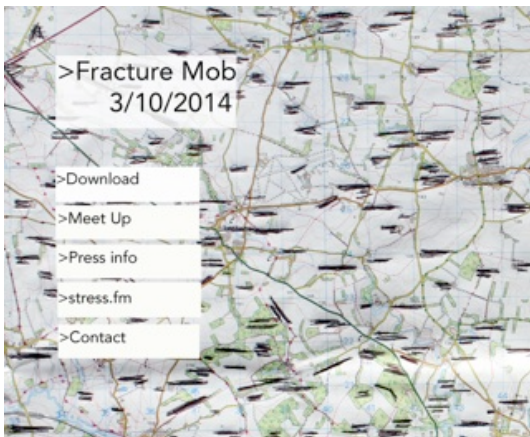 >Fracture Mob
3/10/2014
>Download
>Meet Up
>Press info
>stress.fm
>Contact